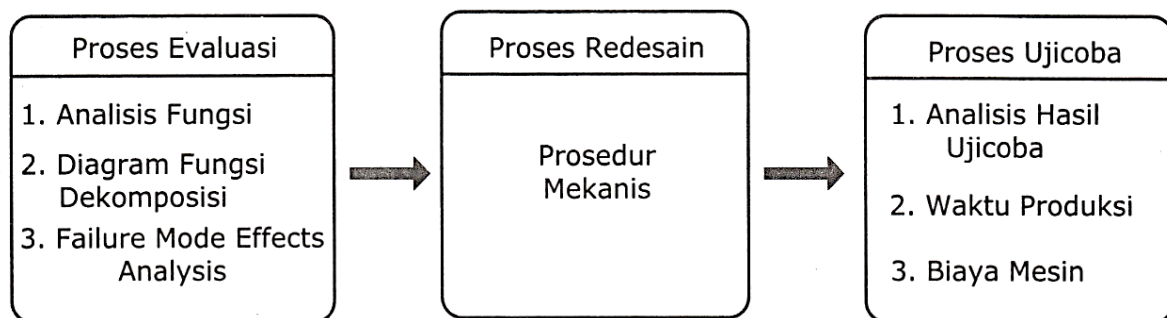 Proses Evaluasi
1. Analisis Fungsi
2. Diagram Fungsi
Dekomposisi
3. Failure Mode Effects
Analysis
Proses Redesain
Prosedur
Mekanis
Proses Ujicoba
1. Analisis Hasil
Ujicoba
2. Waktu Produksi
3. Biaya Mesin